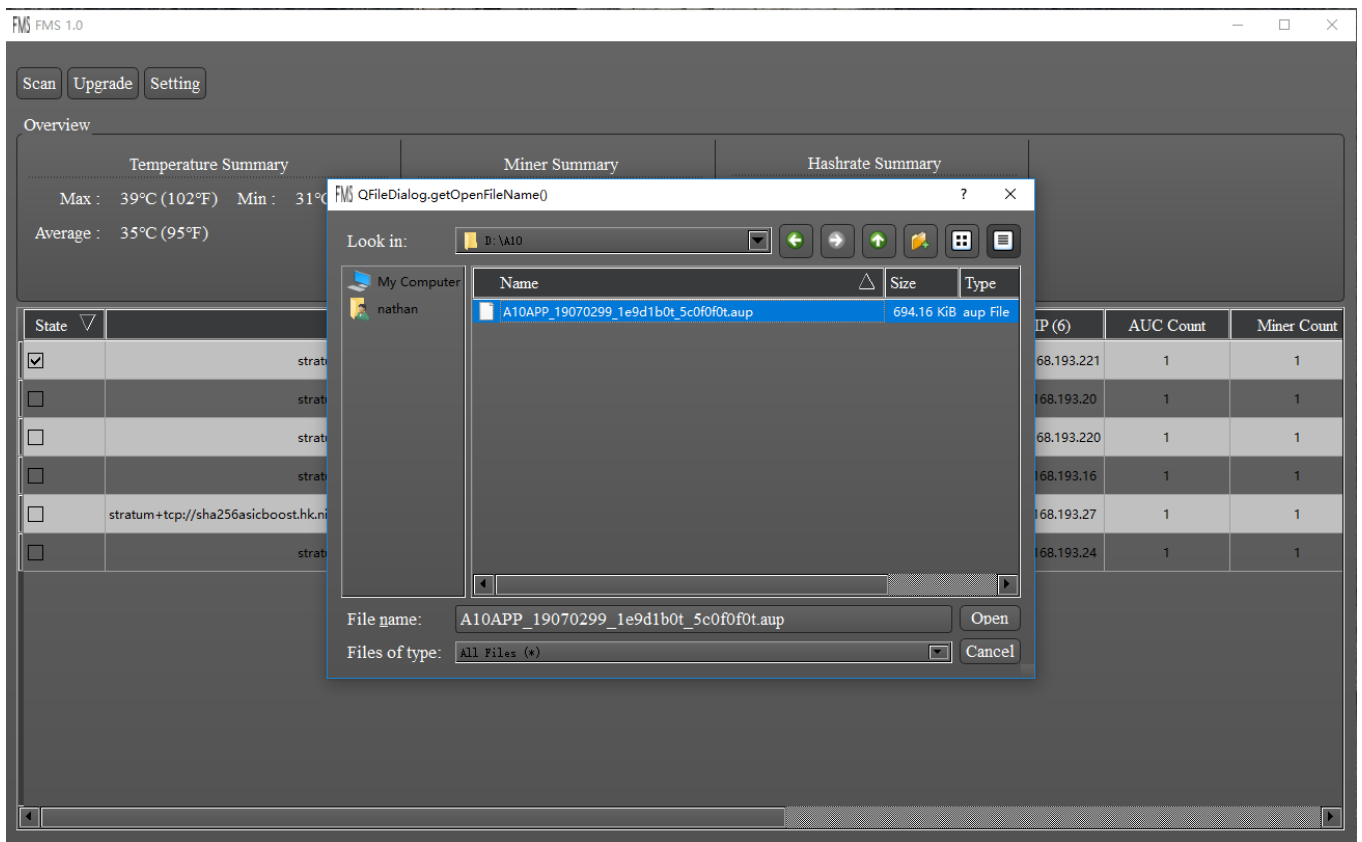 FMS FMS 1.0
Scan Upgrade Setting
Overview
Temperature Summary Miner Summary Hashrate Summary
Max : 39°C (102°F) Min : 31°C
Average : 35°C (95°F)
FMS QFileDialog.getOpenFileName() ?
Look in: D:\A10
My Computer
nathan
Name Size Type
A10APP_19070299_1e9d1b0t_5c0f0f0t.aup 694.16 KiB aup File
File name: A10APP_19070299_1e9d1b0t_5c0f0f0t.aup Open
Files of type: All Files (*) Cancel
State IP (6) AUC Count Miner Count
strat 68.193.221 1 1
strat 168.193.20 1 1
strat 68.193.220 1 1
strat 168.193.16 1 1
stratum+tcp://sha256asicboost.hk.ni 168.193.27 1 1
strat 168.193.24 1 1